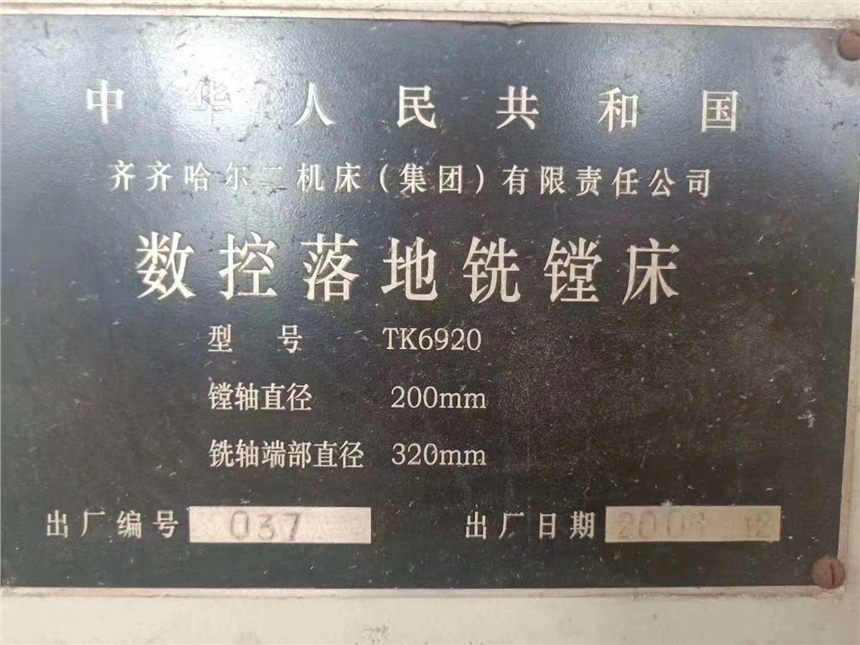 中华人民共和国
齐齐哈尔二机床(集团)有限责任公司
数控落地铣镗床
型号 TK6920
镗轴直径 200mm
铣轴端部直径 320mm
出厂编号 037 出厂日期